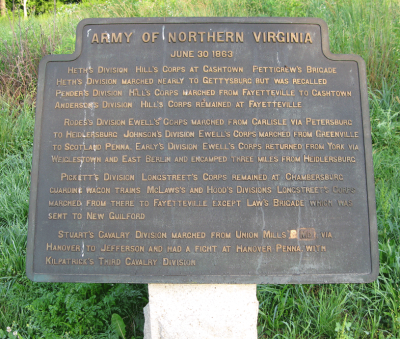 ARMY OF NORTHERN VIRGINIA
JUNE 30 1863
HETH'S DIVISION HILL'S CORPS AT CASHTOWN PETTIGREW'S BRIGADE
HETH'S DIVISION MARCHED NEARLY TO GETTYSBURG BUT WAS RECALLED
PENDER'S DIVISION HILL'S CORPS MARCHED FROM FAYETTEVILLE TO CASHTOWN
ANDERSON'S DIVISION HILL'S CORPS REMAINED AT FAYETTEVILLE
RODES'S DIVISION EWELL'S CORPS MARCHED FROM CARLISLE VIA PETERSBURG
TO HEIDLERSBURG JOHNSON'S DIVISION EWELL'S CORPS MARCHED FROM GREENVILLE
TO SCOTLAND PENNA. EARLY'S DIVISION EWELL'S CORPS RETURNED FROM YORK VIA
WEIGLESTOWN AND EAST BERLIN AND ENCAMPED THREE MILES FROM HEIDLERSBURG
PICKETT'S DIVISION LONGSTREET'S CORPS REMAINED AT CHAMBERSBURG
GUARDING WAGON TRAINS MCLAWS'S AND HOOD'S DIVISIONS LONGSTREET'S CORPS
MARCHED FROM THERE TO FAYETTEVILLE EXCEPT LAW'S BRIGADE WHICH WAS
SENT TO NEW GUILFORD
STUART'S CAVALRY DIVISION MARCHED FROM UNION MILLS VIA
HANOVER TO JEFFERSON AND HAD A FIGHT AT HANOVER PENNA WITH
KILPATRICK'S THIRD CAVALRY DIVISION